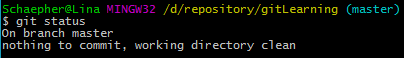 Schaepher@Lina MINGW32 /d/repository/gitLearning (master)
$ git status
On branch master
nothing to commit, working directory clean